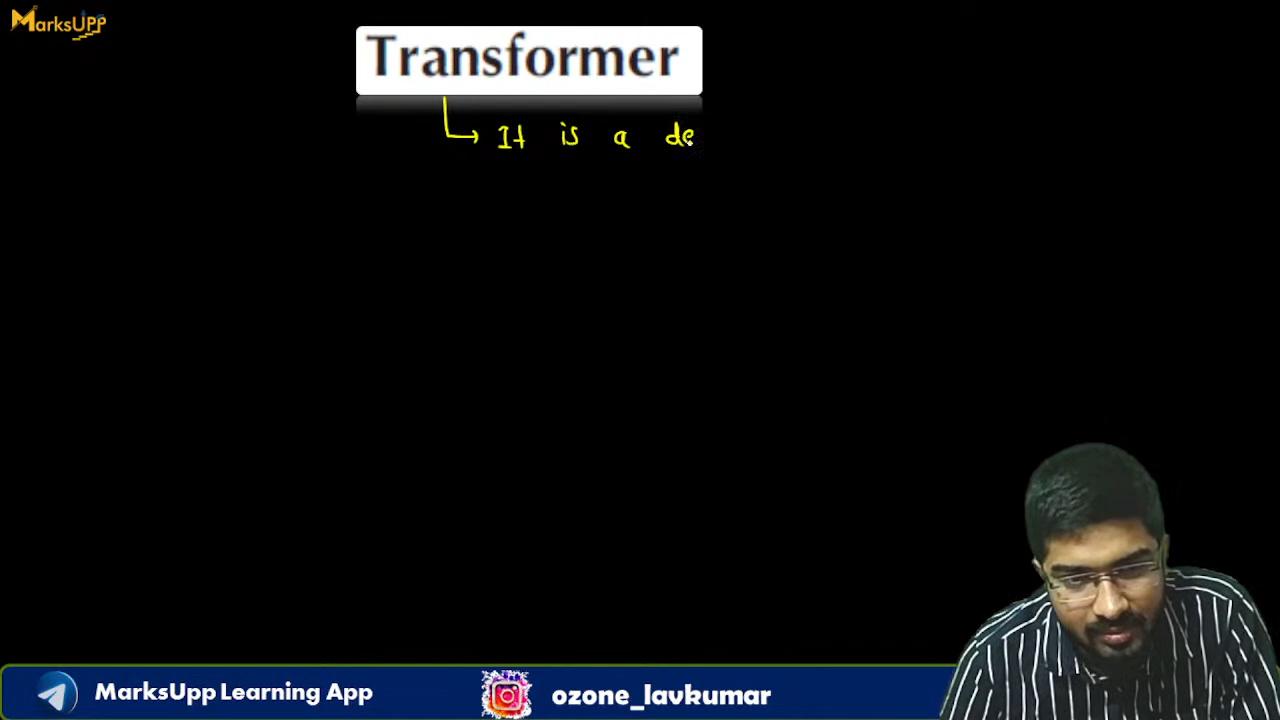 MarksUPP
Transformer
It is a de
MarksUpp Learning App
ozone_lavkumar